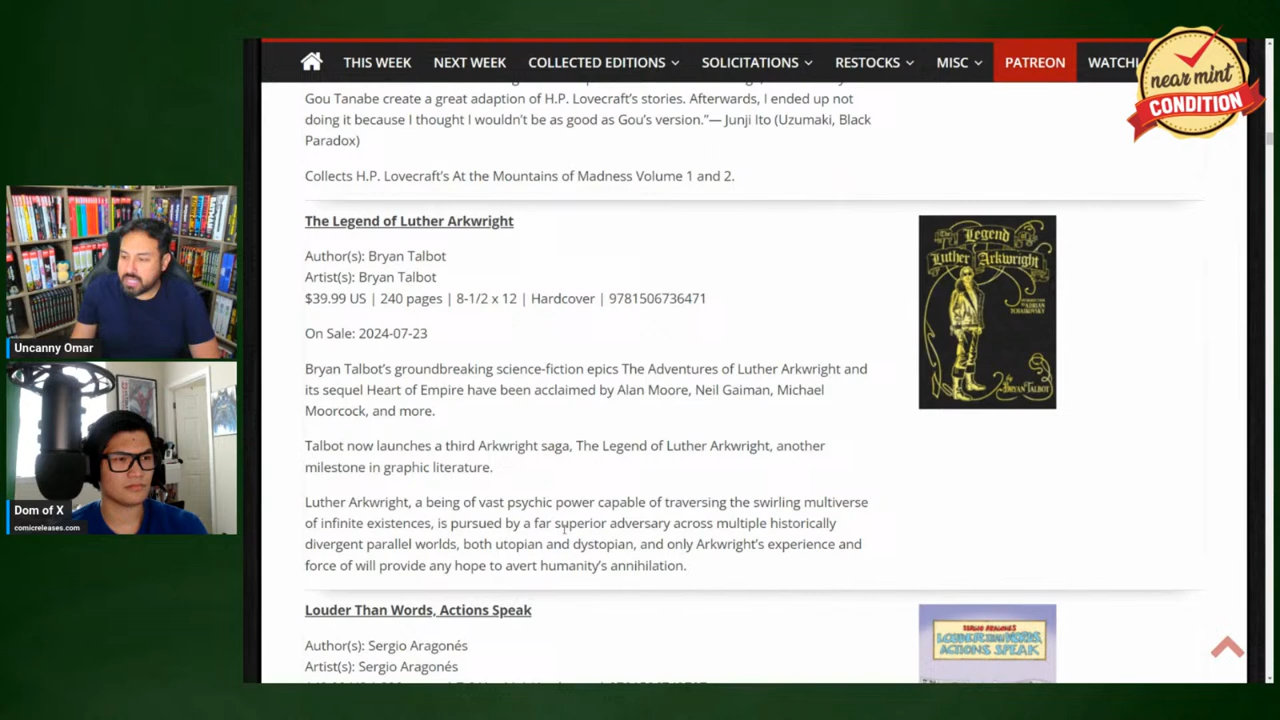 THIS WEEK NEXT WEEK COLLECTED EDITIONS SOLICITATIONS RESTOCKS MISC PATREON
near mint
CONDITION
Gou Tanabe create a great adaption of H.P. Lovecraft's stories. Afterwards, I ended up not
doing it because I thought I wouldn't be as good as Gou's version."— Junji Ito (Uzumaki, Black
Paradox)
Collects H.P. Lovecraft's At the Mountains of Madness Volume 1 and 2.
The Legend of Luther Arkwright
Author(s): Bryan Talbot
Artist(s): Bryan Talbot
$39.99 US | 240 pages | 8-1/2 x 12 | Hardcover | 9781506736471
On Sale: 2024-07-23
Bryan Talbot's groundbreaking science-fiction epics The Adventures of Luther Arkwright and
its sequel Heart of Empire have been acclaimed by Alan Moore, Neil Gaiman, Michael
Moorcock, and more.
Talbot now launches a third Arkwright saga, The Legend of Luther Arkwright, another
milestone in graphic literature.
Luther Arkwright, a being of vast psychic power capable of traversing the swirling multiverse
of infinite existences, is pursued by a far superior adversary across multiple historically
divergent parallel worlds, both utopian and dystopian, and only Arkwright's experience and
force of will provide any hope to avert humanity's annihilation.
The
Legend
of
Luther Arkwright
INTRODUCTION
BY ADRIAN
TCHAIKOVSKY
by
BRYAN TALBOT
Louder Than Words, Actions Speak
Author(s): Sergio Aragonés
Artist(s): Sergio Aragonés
SERGIO ARAGONÉS
LOUDER THAN WORDS,
ACTIONS SPEAK
Uncanny Omar
Dom of X
comicreleases.com